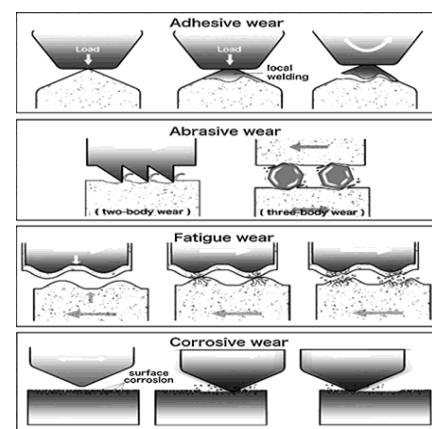 Adhesive wear
Load
Load
local
welding
Abrasive wear
( two-body wear )
( three-body wear )
Fatigue wear
Corrosive wear
surface
corrosion